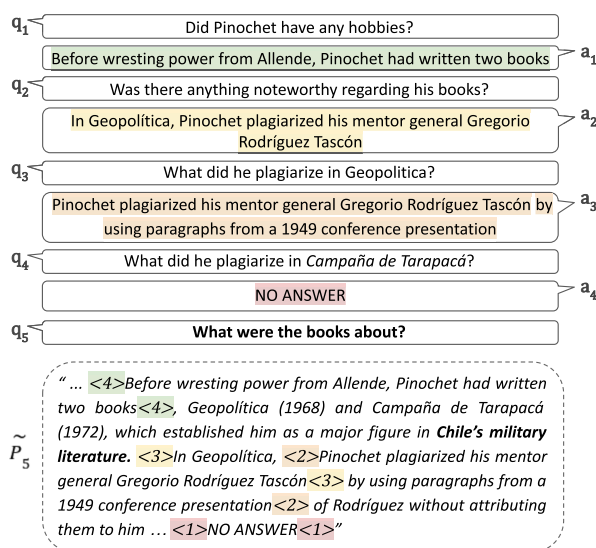 q1 Did Pinochet have any hobbies?
Before wresting power from Allende, Pinochet had written two books a1
q2 Was there anything noteworthy regarding his books?
In Geopolítica, Pinochet plagiarized his mentor general Gregorio
Rodríguez Tascón a2
q3 What did he plagiarize in Geopolitica?
Pinochet plagiarized his mentor general Gregorio Rodríguez Tascón by
using paragraphs from a 1949 conference presentation a3
q4 What did he plagiarize in Campaña de Tarapacá?
NO ANSWER a4
q5 What were the books about?
“ ... <4>Before wresting power from Allende, Pinochet had written
two books<4>, Geopolítica (1968) and Campaña de Tarapacá
(1972), which established him as a major figure in Chile’s military
literature. <3>In Geopolítica, <2>Pinochet plagiarized his mentor
general Gregorio Rodríguez Tascón<3> by using paragraphs from a
1949 conference presentation<2> of Rodríguez without attributing
them to him ... <1>NO ANSWER<1>”
P̃5